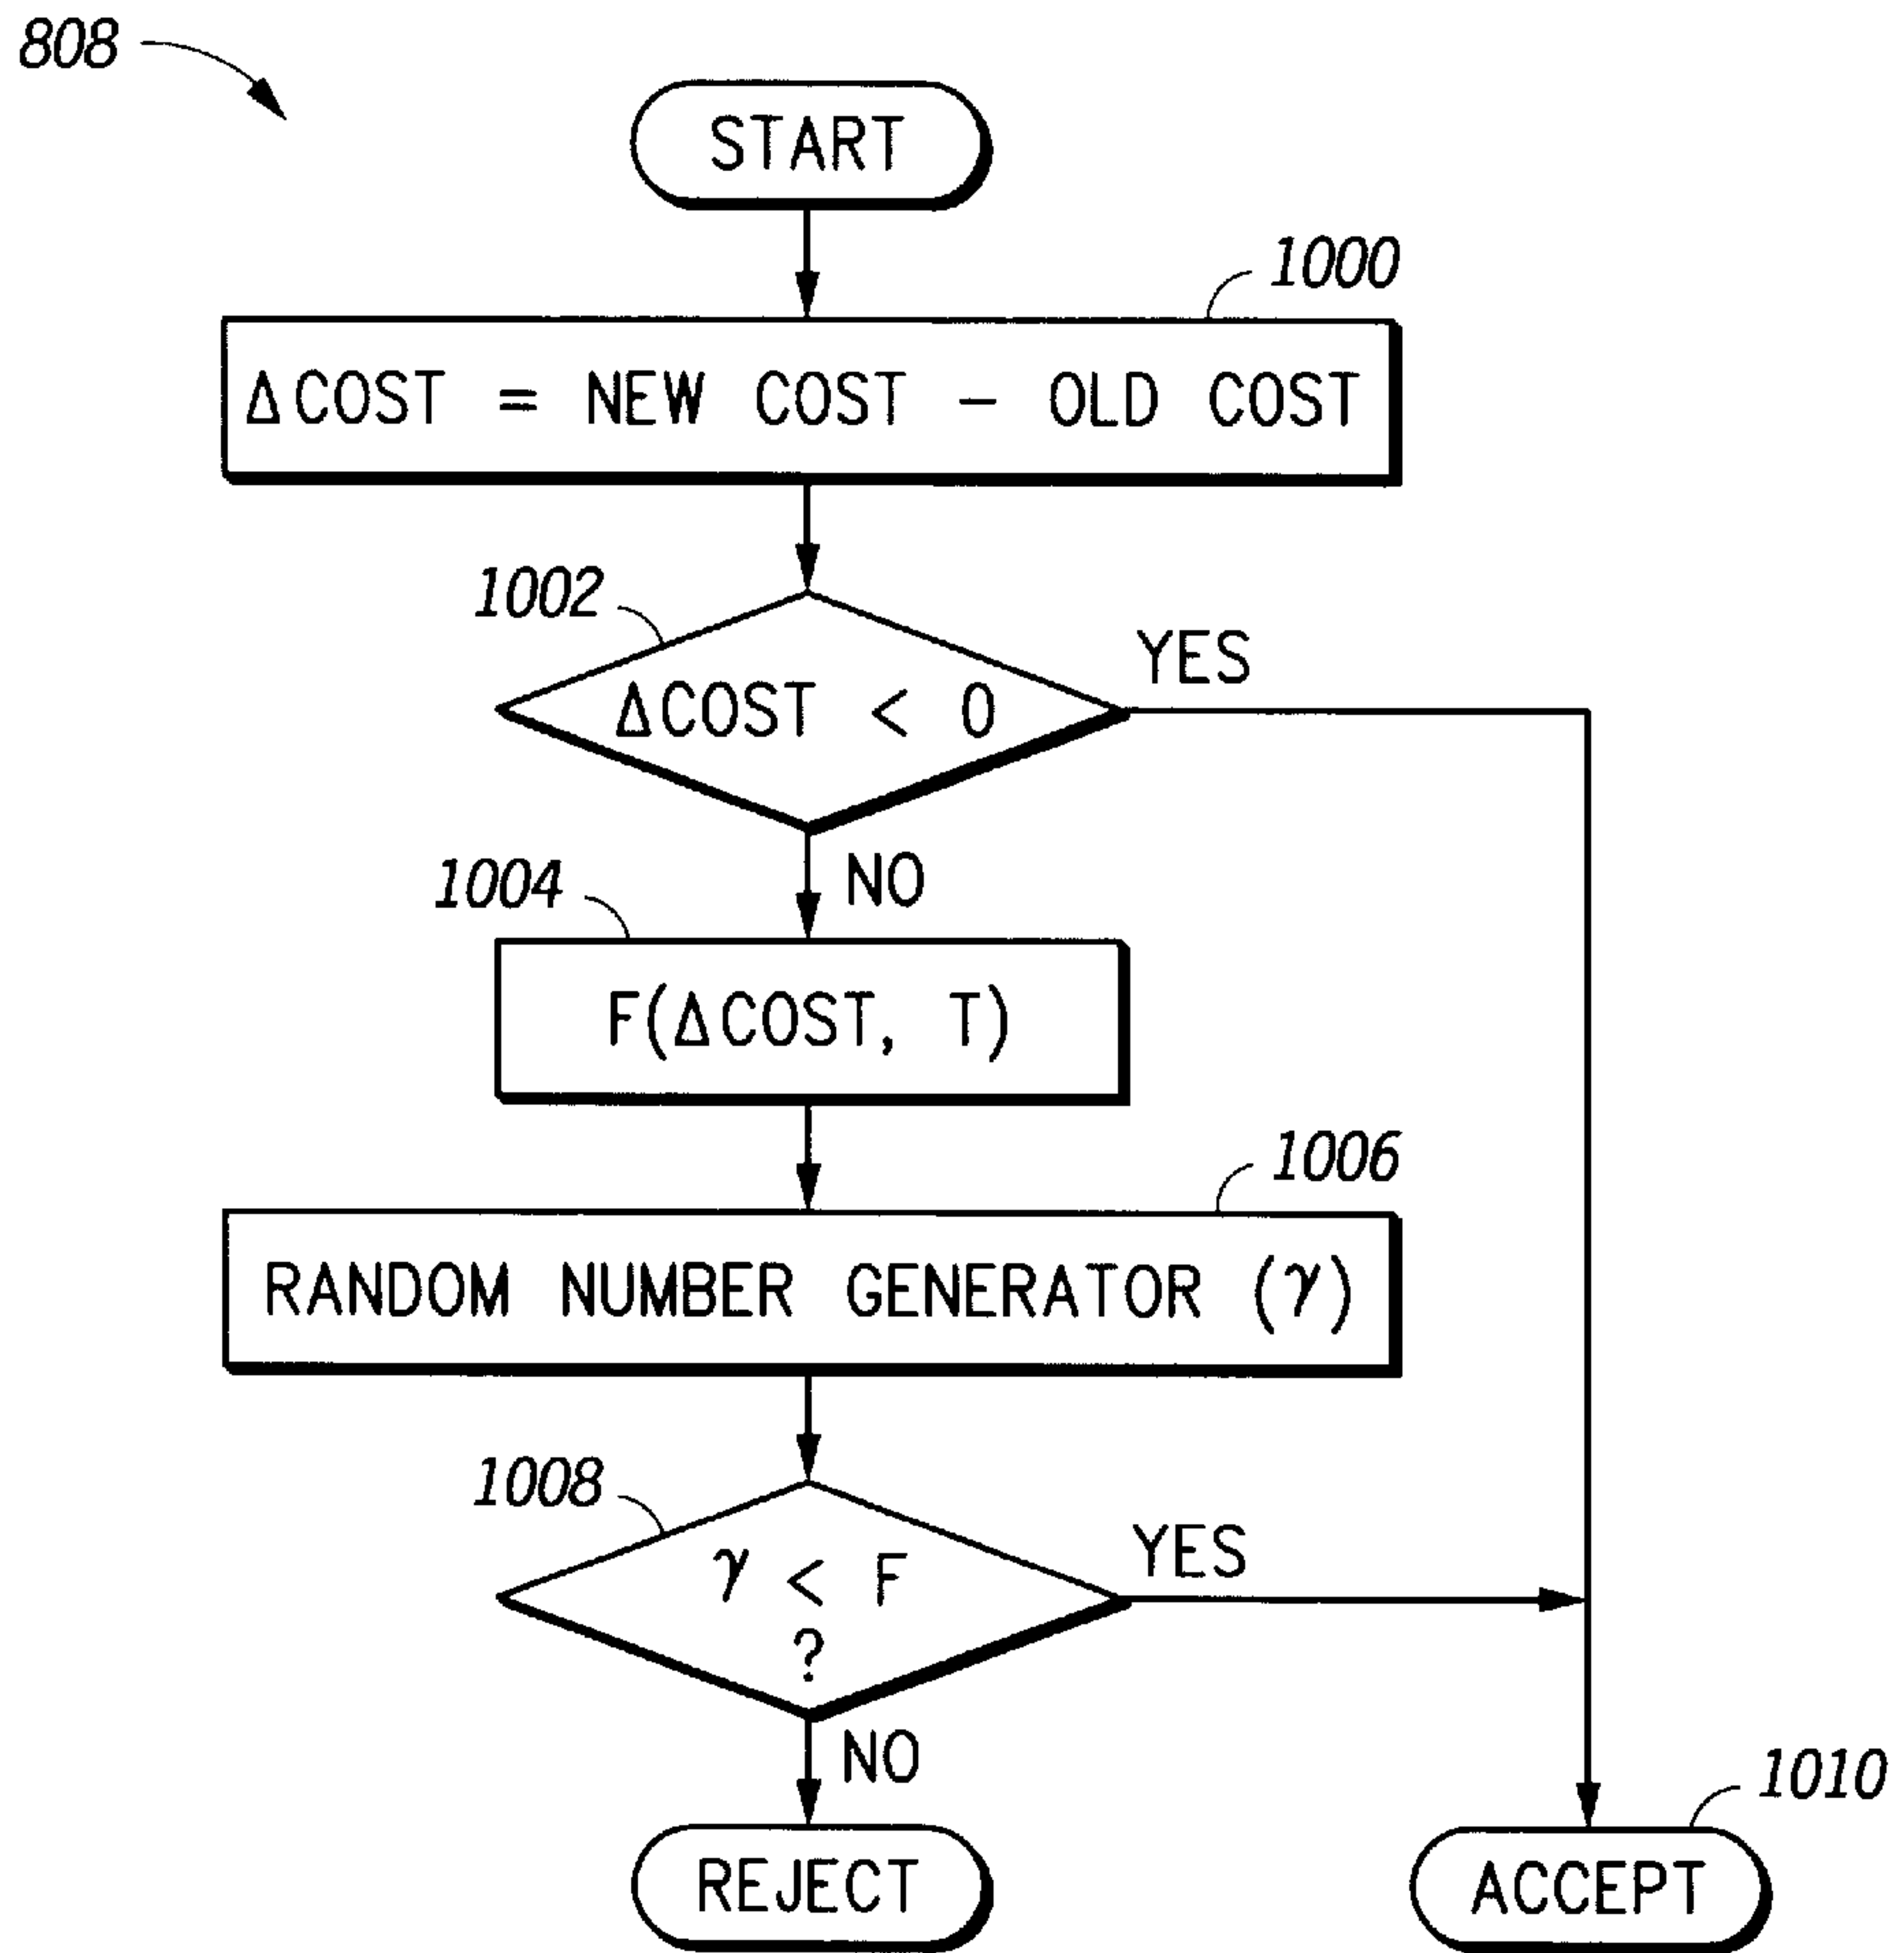 808
START
1000
ΔCOST = NEW COST - OLD COST
1002
YES
ΔCOST < 0
1004
NO
F(ΔCOST, T)
1006
RANDOM NUMBER GENERATOR (γ)
1008
YES
γ < F
?
NO
1010
REJECT
ACCEPT